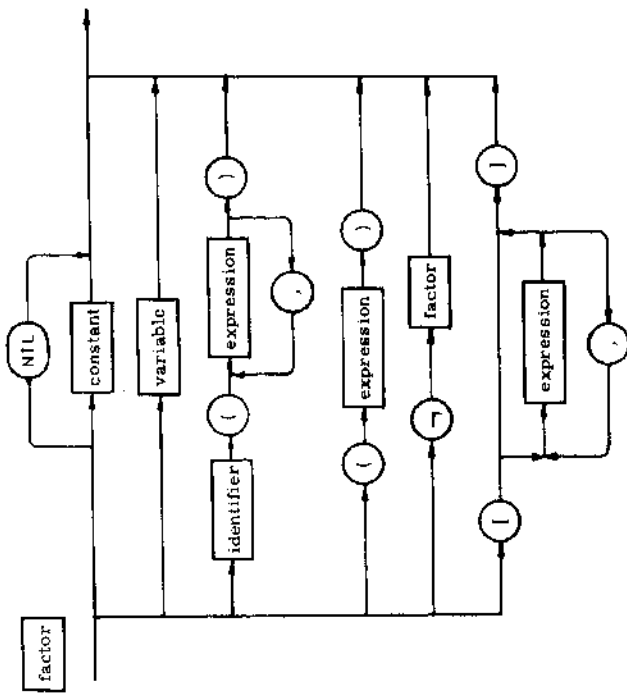 factor
NIL
constant
variable
identifier ( expression )
,
( expression )
¬ factor
[ ]
expression
,